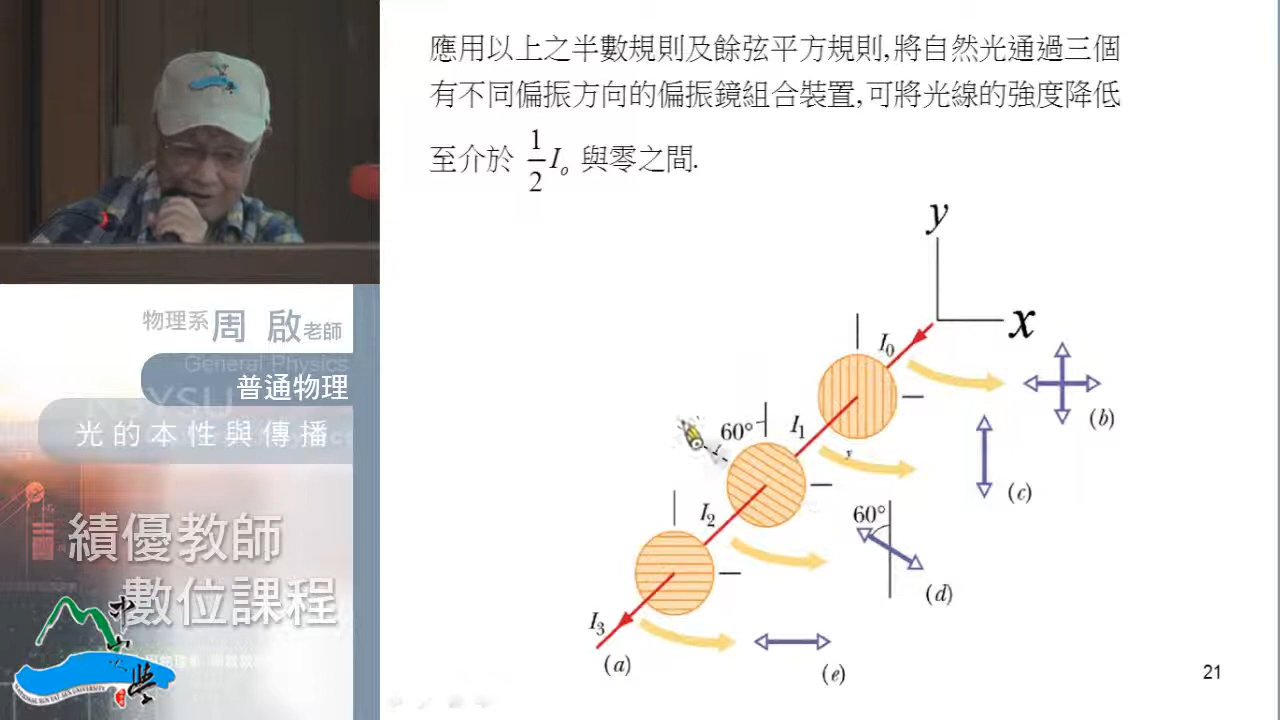 應用以上之半數規則及餘弦平方規則,將自然光通過三個
有不同偏振方向的偏振鏡組合裝置,可將光線的強度降低
至介於 1/2 Io 與零之間.
y
x
I0
(b)
60°
I1
y
(c)
I2
60°
(d)
I3
(a)
(e)
21
物理系周 啟老師
General Physics
普通物理
NSYSU
光的本性與傳播
績優教師
數位課程